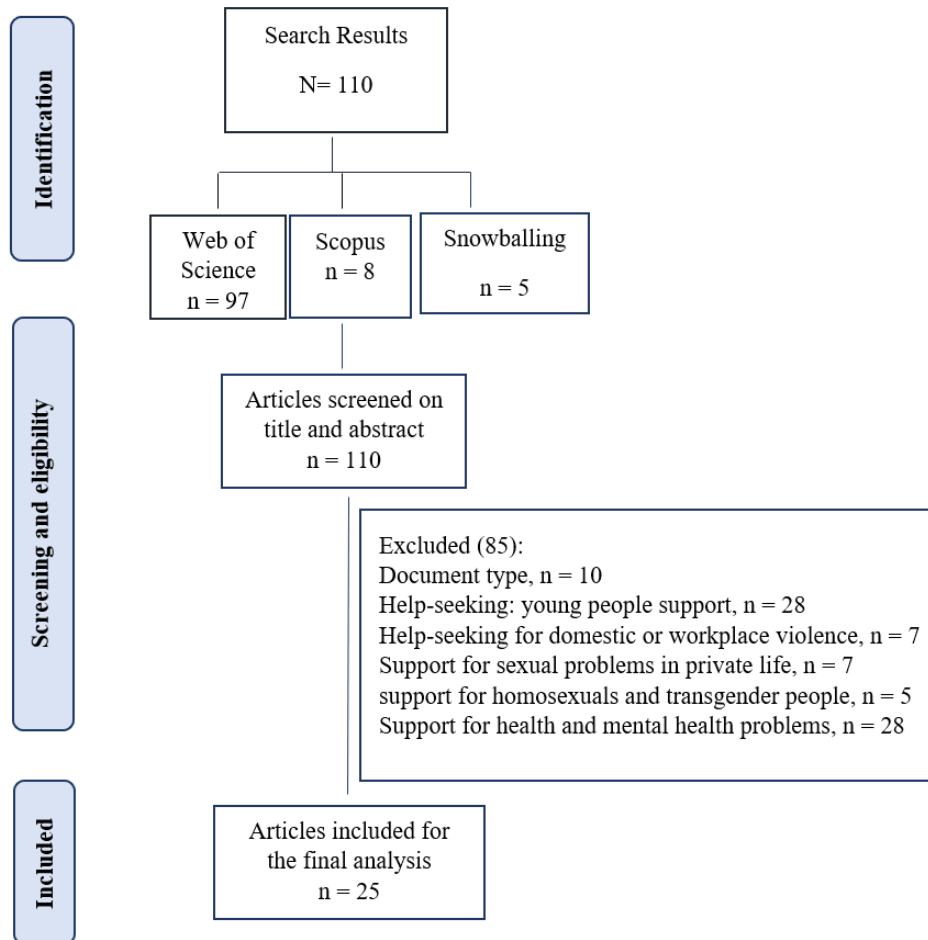 Identification
Search Results
N= 110
Web of
Science
n = 97
Scopus
n = 8
Snowballing
n = 5
Screening and eligibility
Articles screened on
title and abstract
n = 110
Excluded (85):
Document type, n = 10
Help-seeking: young people support, n = 28
Help-seeking for domestic or workplace violence, n = 7
Support for sexual problems in private life, n = 7
support for homosexuals and transgender people, n = 5
Support for health and mental health problems, n = 28
Included
Articles included for
the final analysis
n = 25